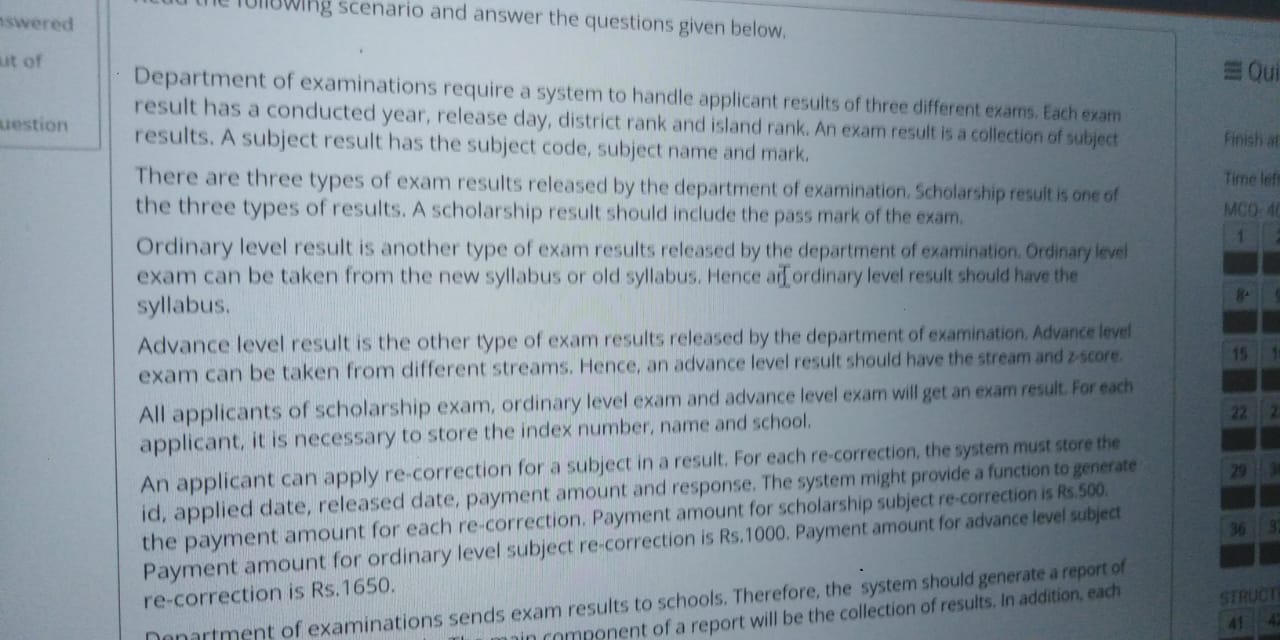 nswered
ut of
uestion
the following scenario and answer the questions given below.
Department of examinations require a system to handle applicant results of three different exams. Each exam
result has a conducted year, release day, district rank and island rank. An exam result is a collection of subject
results. A subject result has the subject code, subject name and mark.
There are three types of exam results released by the department of examination. Scholarship result is one of
the three types of results. A scholarship result should include the pass mark of the exam.
Ordinary level result is another type of exam results released by the department of examination. Ordinary level
exam can be taken from the new syllabus or old syllabus. Hence an ordinary level result should have the
syllabus.
Advance level result is the other type of exam results released by the department of examination. Advance level
exam can be taken from different streams. Hence, an advance level result should have the stream and z-score.
All applicants of scholarship exam, ordinary level exam and advance level exam will get an exam result. For each
applicant, it is necessary to store the index number, name and school.
An applicant can apply re-correction for a subject in a result. For each re-correction, the system must store the
id, applied date, released date, payment amount and response. The system might provide a function to generate
the payment amount for each re-correction. Payment amount for scholarship subject re-correction is Rs.500.
Payment amount for ordinary level subject re-correction is Rs.1000. Payment amount for advance level subject
re-correction is Rs.1650.
Department of examinations sends exam results to schools. Therefore, the system should generate a report of
main component of a report will be the collection of results. In addition, each
Qui
Finish at
Time left
MCQ- 40
1
8
15
22
29
36
STRUCT
41